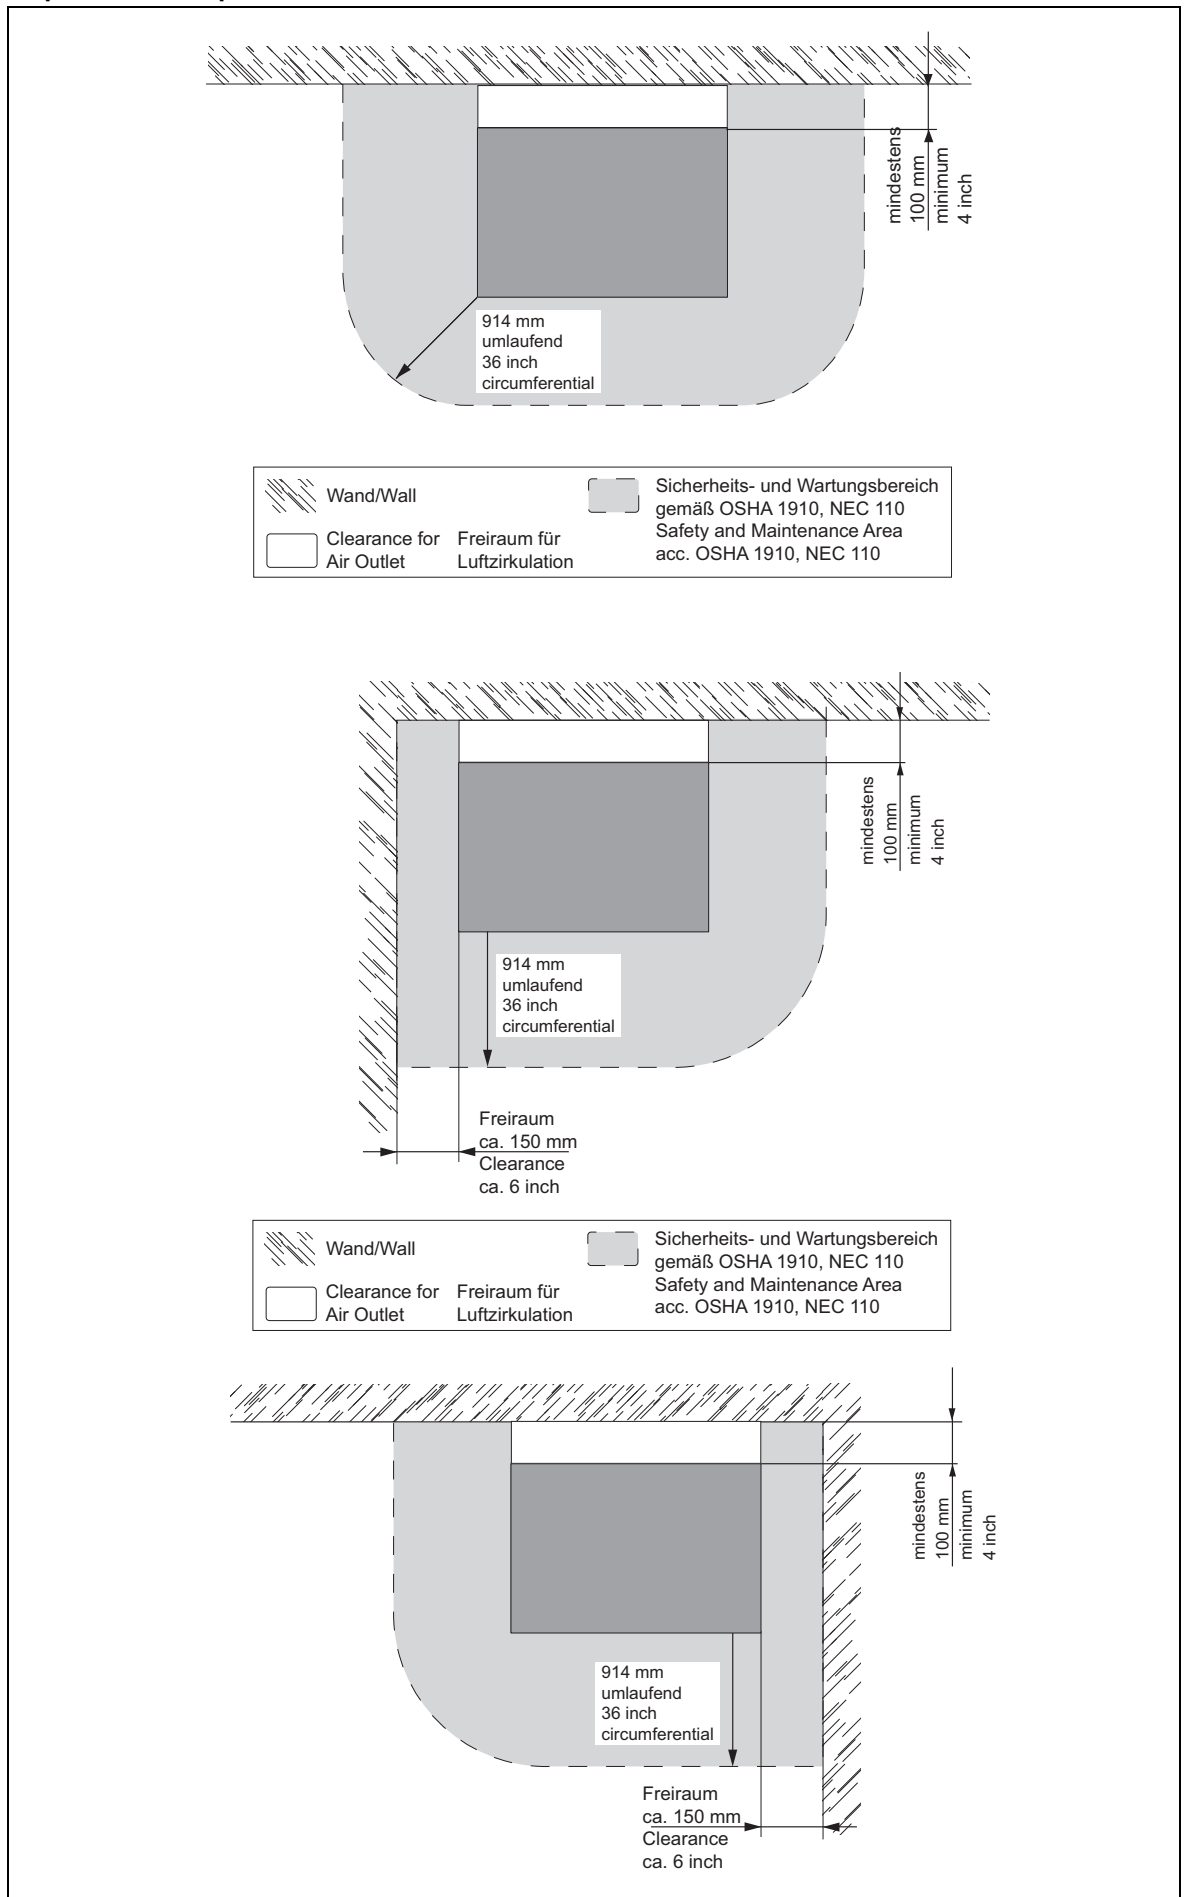 mindestens
100 mm
minimum
4 inch
914 mm
umlaufend
36 inch
circumferential
Wand/Wall
Clearance for
Air Outlet
Freiraum für
Luftzirkulation
Sicherheits- und Wartungsbereich
gemäß OSHA 1910, NEC 110
Safety and Maintenance Area
acc. OSHA 1910, NEC 110
mindestens
100 mm
minimum
4 inch
914 mm
umlaufend
36 inch
circumferential
Freiraum
ca. 150 mm
Clearance
ca. 6 inch
Wand/Wall
Clearance for
Air Outlet
Freiraum für
Luftzirkulation
Sicherheits- und Wartungsbereich
gemäß OSHA 1910, NEC 110
Safety and Maintenance Area
acc. OSHA 1910, NEC 110
mindestens
100 mm
minimum
4 inch
914 mm
umlaufend
36 inch
circumferential
Freiraum
ca. 150 mm
Clearance
ca. 6 inch